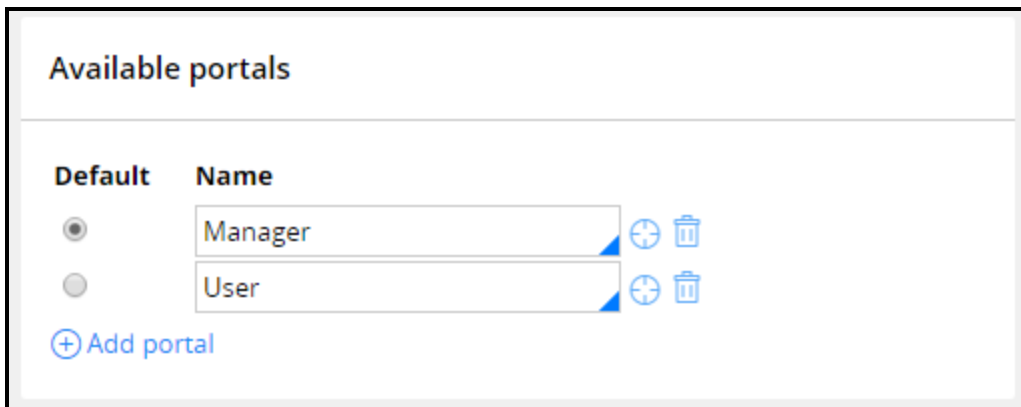 Available portals
Default Name
Manager
User
Add portal